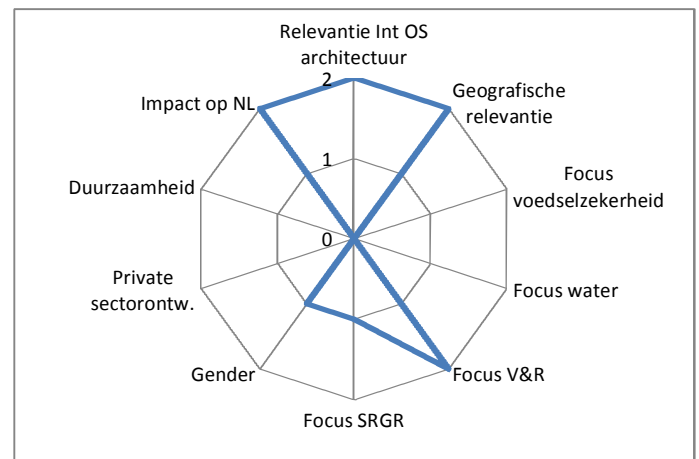 Relevantie Int OS
architectuur
2
Geografische
relevantie
Impact op NL
1
Duurzaamheid
Focus
voedselzekerheid
0
Private
sectorontw.
Focus water
Gender
Focus V&R
Focus SRGR